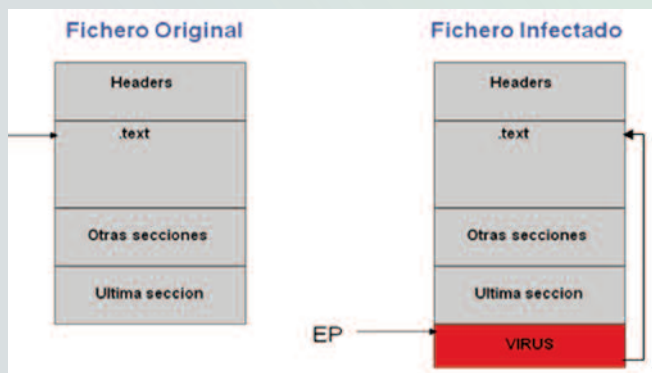 Fichero Original
Headers
.text
Otras secciones
Ultima seccion
Fichero Infectado
Headers
.text
Otras secciones
Ultima seccion
EP
VIRUS